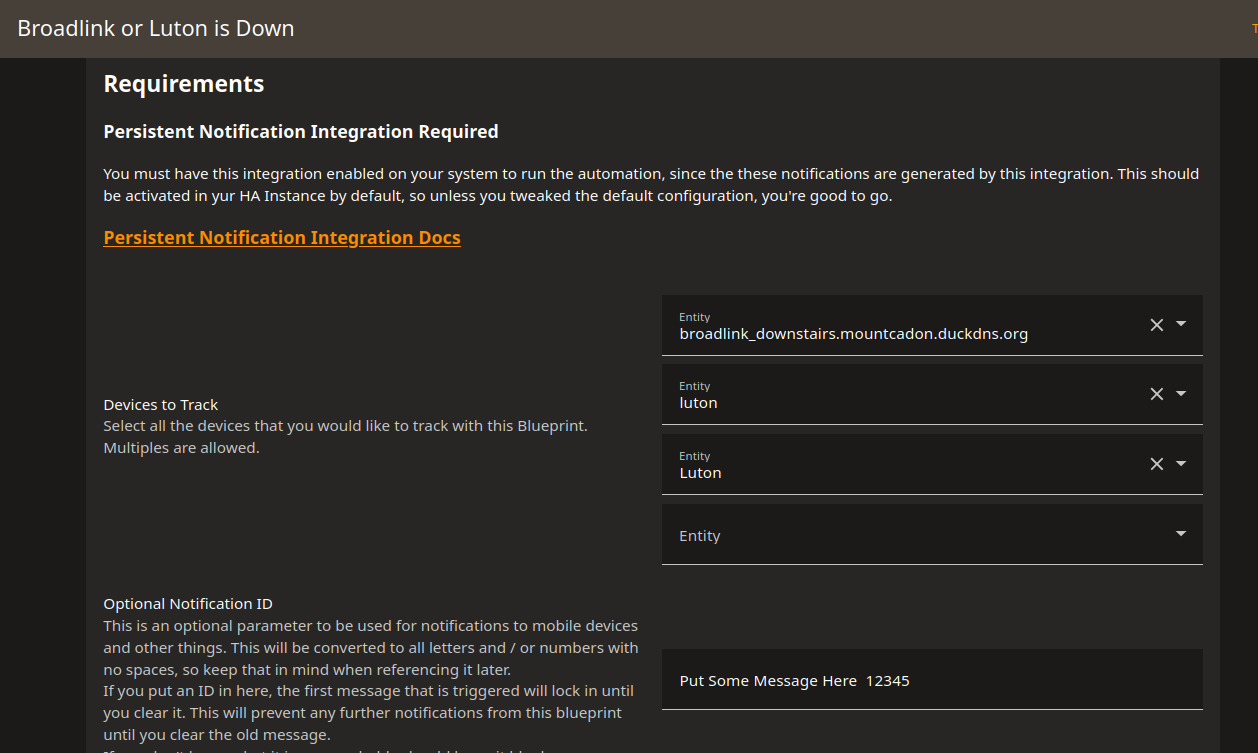 Broadlink or Luton is Down
Requirements
Persistent Notification Integration Required
You must have this integration enabled on your system to run the automation, since the these notifications are generated by this integration. This should
be activated in yur HA Instance by default, so unless you tweaked the default configuration, you're good to go.
Persistent Notification Integration Docs
Devices to Track
Select all the devices that you would like to track with this Blueprint.
Multiples are allowed.
Entity
broadlink_downstairs.mountcadon.duckdns.org
Entity
luton
Entity
Luton
Entity
Optional Notification ID
This is an optional parameter to be used for notifications to mobile devices
and other things. This will be converted to all letters and / or numbers with
no spaces, so keep that in mind when referencing it later.
If you put an ID in here, the first message that is triggered will lock in until
you clear it. This will prevent any further notifications from this blueprint
until you clear the old message.
Put Some Message Here  12345